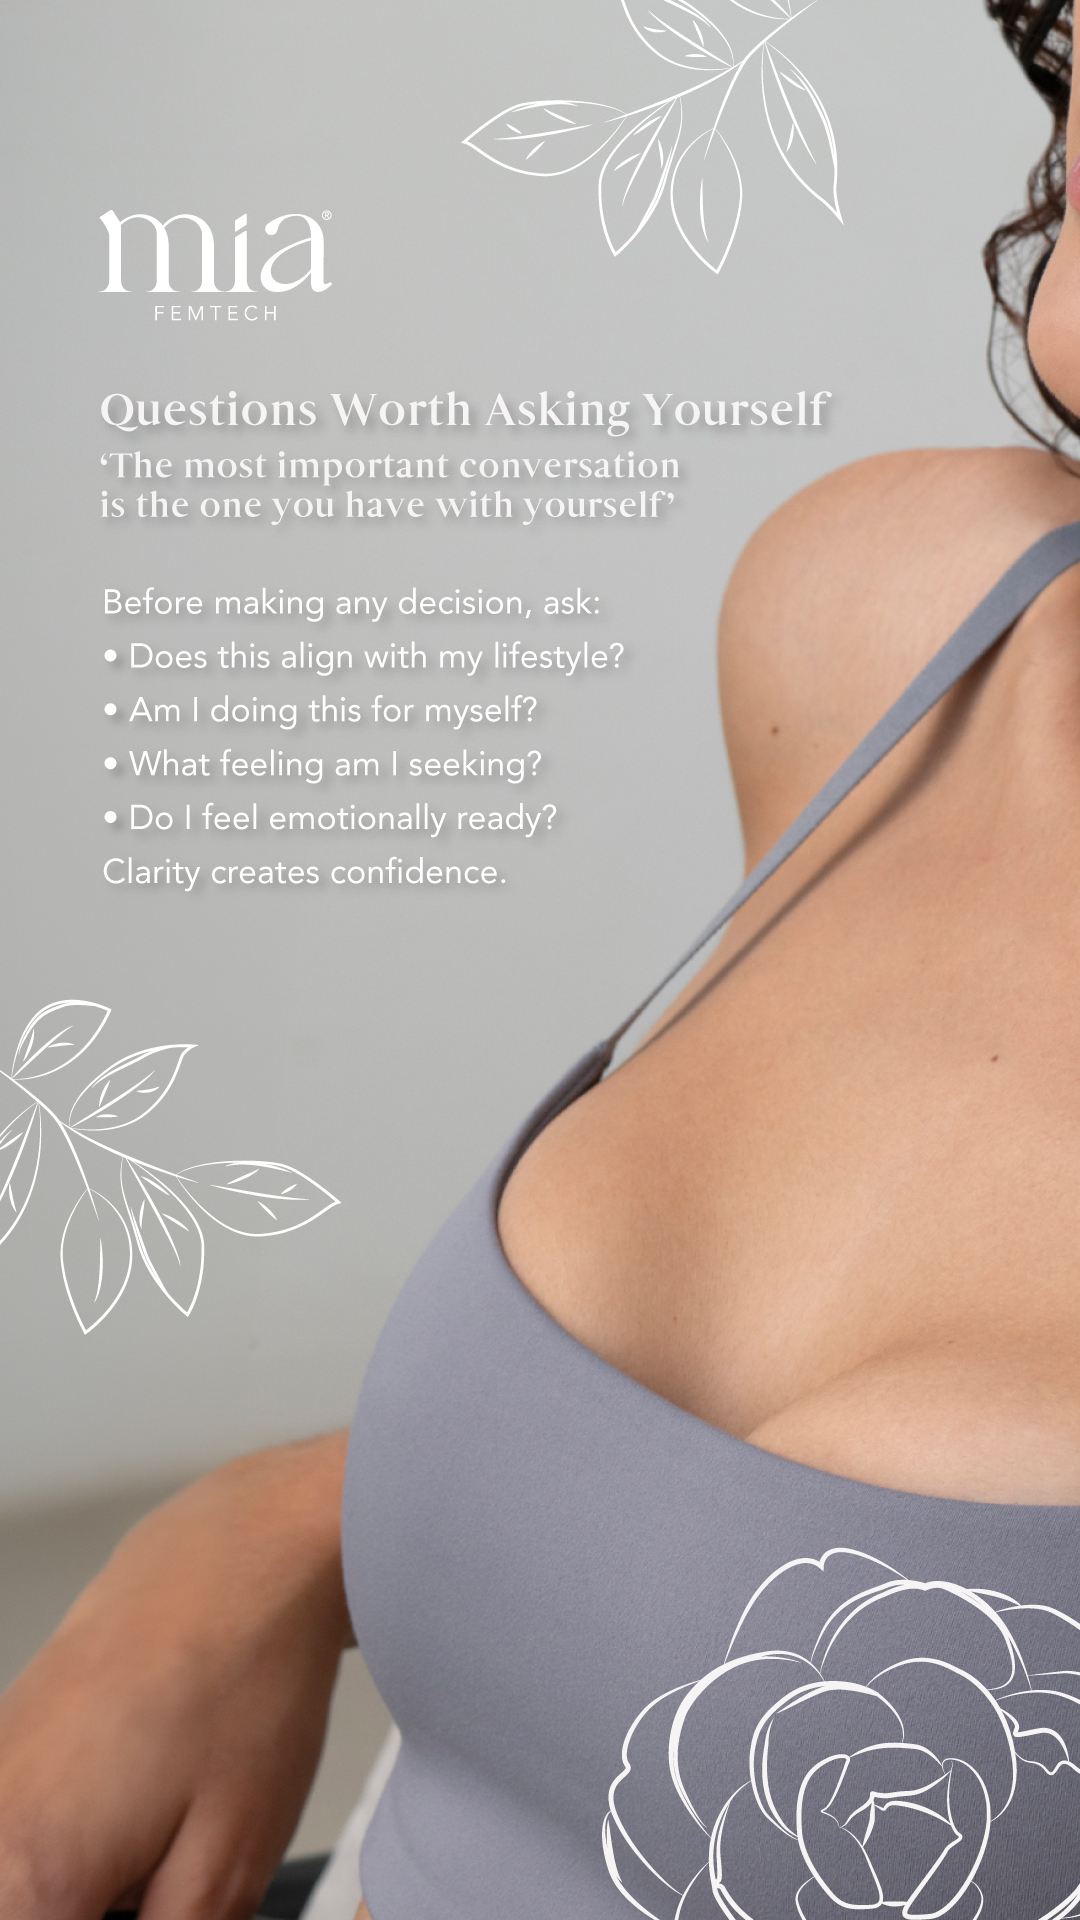 mia®
FEMTECH
Questions Worth Asking Yourself
‘The most important conversation
is the one you have with yourself’
Before making any decision, ask:
• Does this align with my lifestyle?
• Am I doing this for myself?
• What feeling am I seeking?
• Do I feel emotionally ready?
Clarity creates confidence.